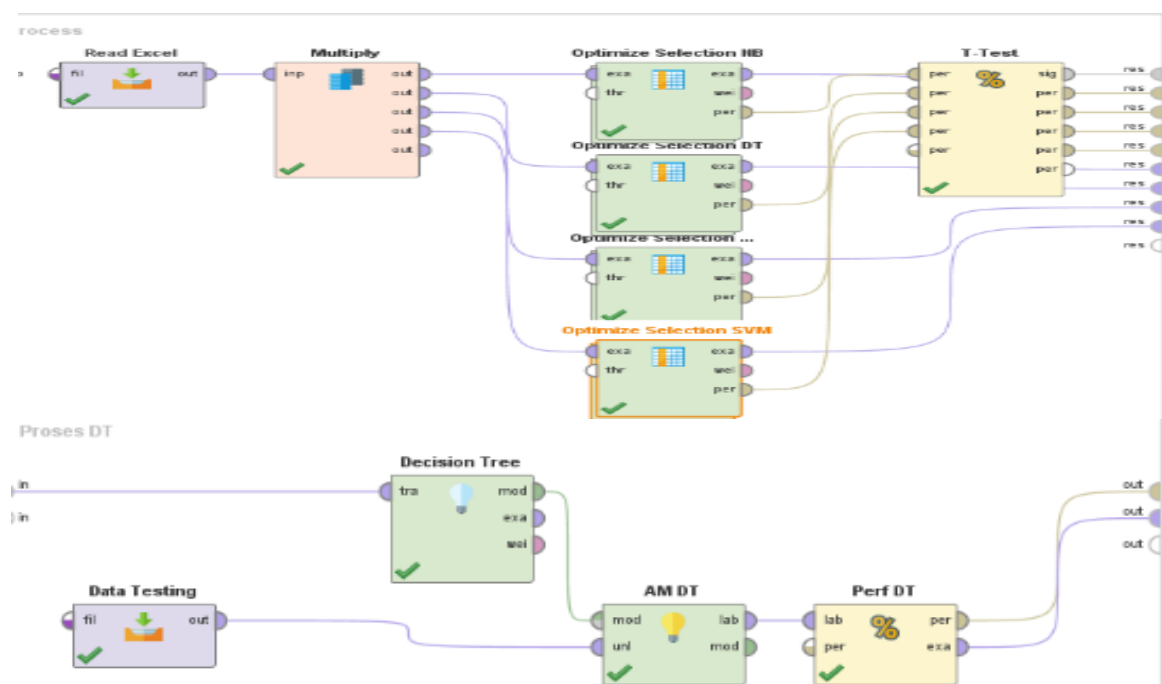 rocess
Read Excel
Multiply
Optimize Selection NB
T-Test
fil out
inp out
out
out
out
out
exa exa
thr wei
per
per sig
per per
per per
per per
per per
per
res
res
res
res
res
res
res
res
res
Optimize Selection DT
exa exa
thr wei
per
Optimize Selection ...
exa exa
thr wei
per
Optimize Selection SVM
exa exa
thr wei
per
Proses DT
in
in
Decision Tree
tra mod
exa
wei
out
out
out
Data Testing
fil out
AM DT
mod lab
unl mod
Perf DT
lab per
per exa